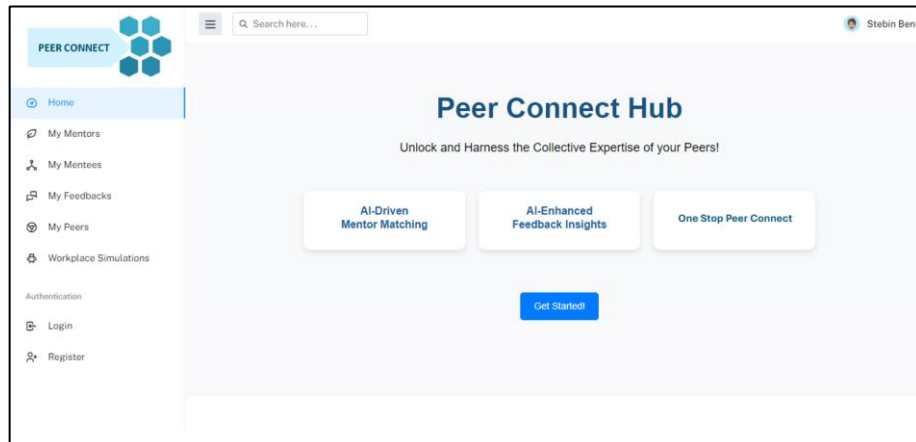 PEER CONNECT
Home
My Mentors
My Mentees
My Feedbacks
My Peers
Workplace Simulations
Authentication
Login
Register
Search here...
Stebin Ben
Peer Connect Hub
Unlock and Harness the Collective Expertise of your Peers!
AI-Driven
Mentor Matching
AI-Enhanced
Feedback Insights
One Stop Peer Connect
Get Started!